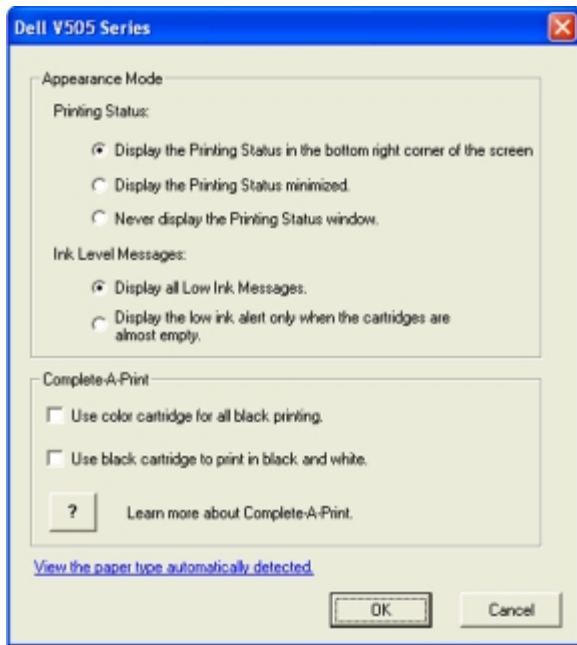 Dell V505 Series
Appearance Mode
Printing Status:
Display the Printing Status in the bottom right corner of the screen
Display the Printing Status minimized.
Never display the Printing Status window.
Ink Level Messages:
Display all Low Ink Messages.
Display the low ink alert only when the cartridges are
almost empty.
Complete-A-Print
Use color cartridge for all black printing.
Use black cartridge to print in black and white.
?
Learn more about Complete-A-Print.
View the paper type automatically detected.
OK
Cancel